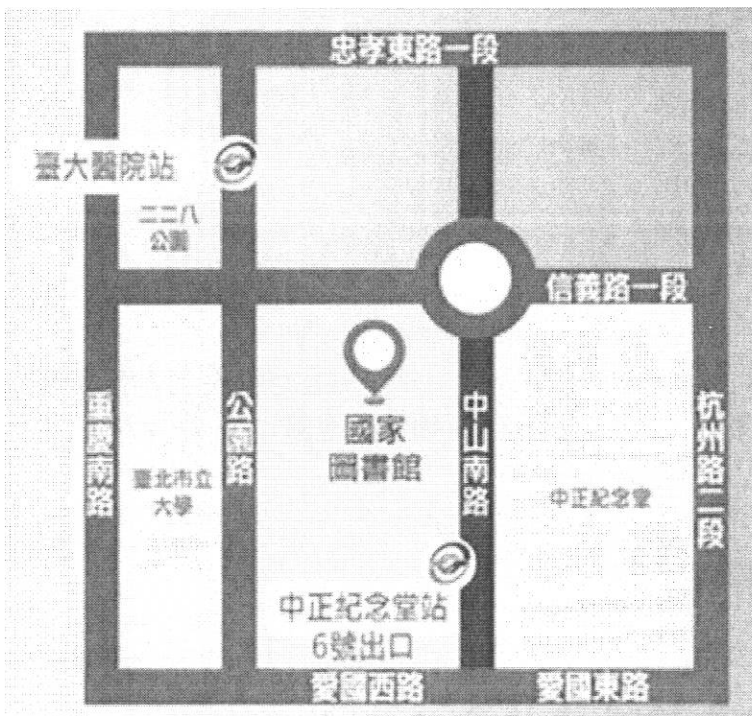 忠孝東路一段
臺大醫院站
二二八
公園
信義路一段
重慶南路
公園路
國家
圖書館
中山南路
杭州路二段
臺北市立
大學
中正紀念堂
中正紀念堂站
6號出口
愛國西路
愛國東路